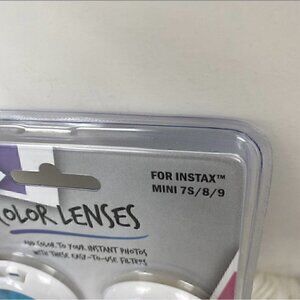 FOR INSTAX™
MINI 7S/8/9
COLOR LENSES
ADD COLOR TO YOUR INSTANT PHOTOS
WITH THESE EASY-TO-USE FILTERS